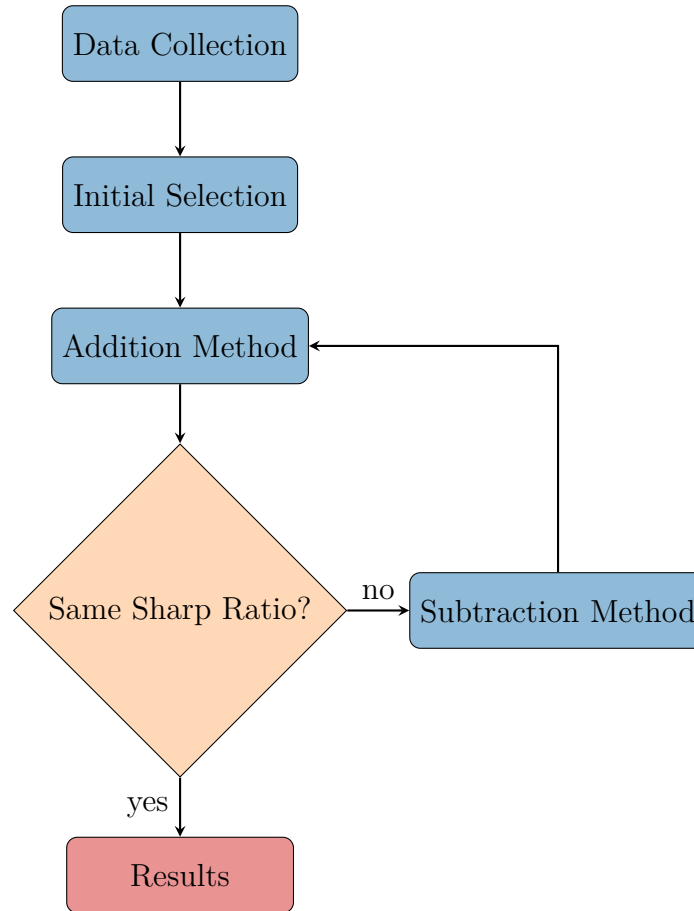 Data Collection
Initial Selection
Addition Method
Same Sharp Ratio?
no
Subtraction Method
yes
Results